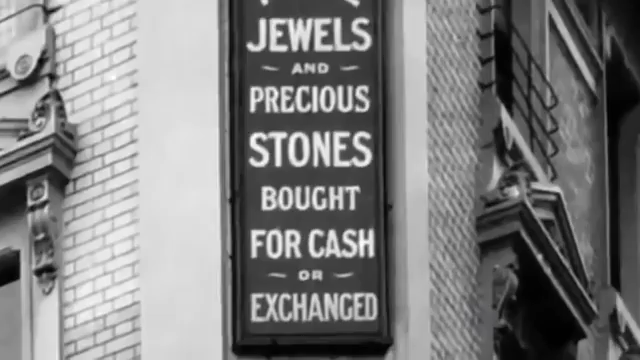 JEWELS
AND
PRECIOUS
STONES
BOUGHT
FOR CASH
OR
EXCHANGED